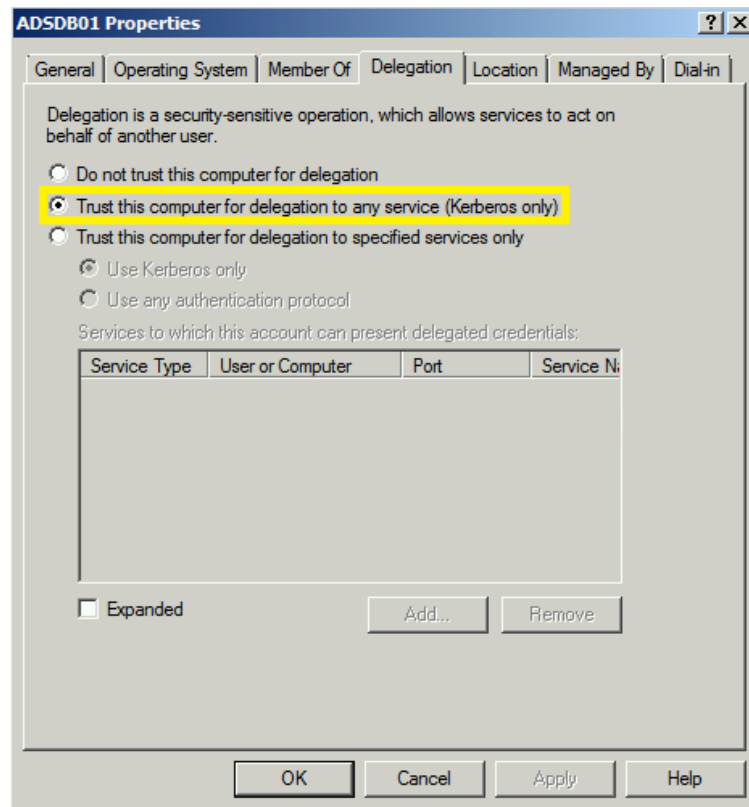 ADSDB01 Properties
General Operating System Member Of Delegation Location Managed By Dial-in
Delegation is a security-sensitive operation, which allows services to act on
behalf of another user.
Do not trust this computer for delegation
Trust this computer for delegation to any service (Kerberos only)
Trust this computer for delegation to specified services only
Use Kerberos only
Use any authentication protocol
Services to which this account can present delegated credentials:
Service Type User or Computer Port Service Na
Expanded Add... Remove
OK Cancel Apply Help